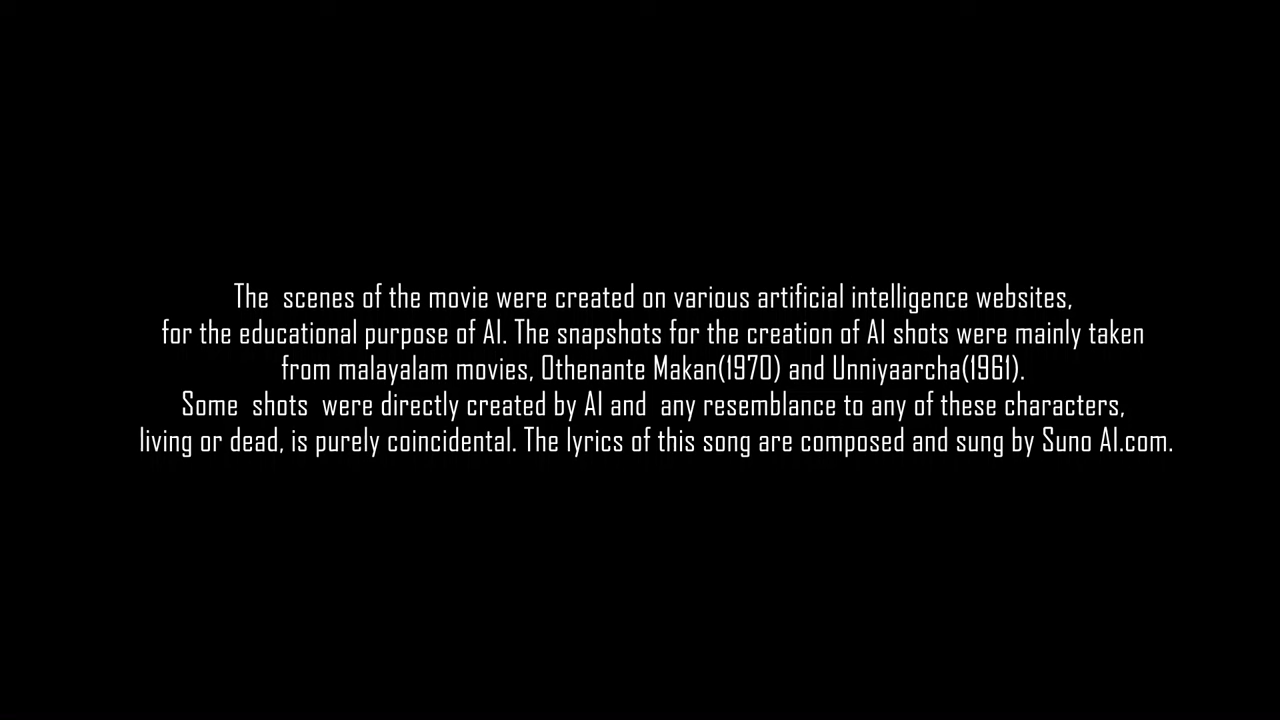 The scenes of the movie were created on various artificial intelligence websites,
for the educational purpose of AI. The snapshots for the creation of AI shots were mainly taken
from malayalam movies, Othenante Makan(1970) and Unniyaarcha(1961).
Some shots were directly created by AI and any resemblance to any of these characters,
living or dead, is purely coincidental. The lyrics of this song are composed and sung by Suno AI.com.